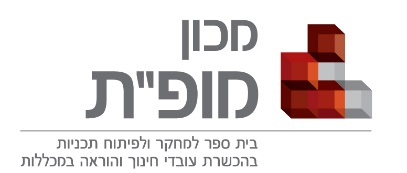 מכון
מופ"ת
בית ספר למחקר ולפיתוח תכניות
בהכשרת עובדי חינוך והוראה במכללות